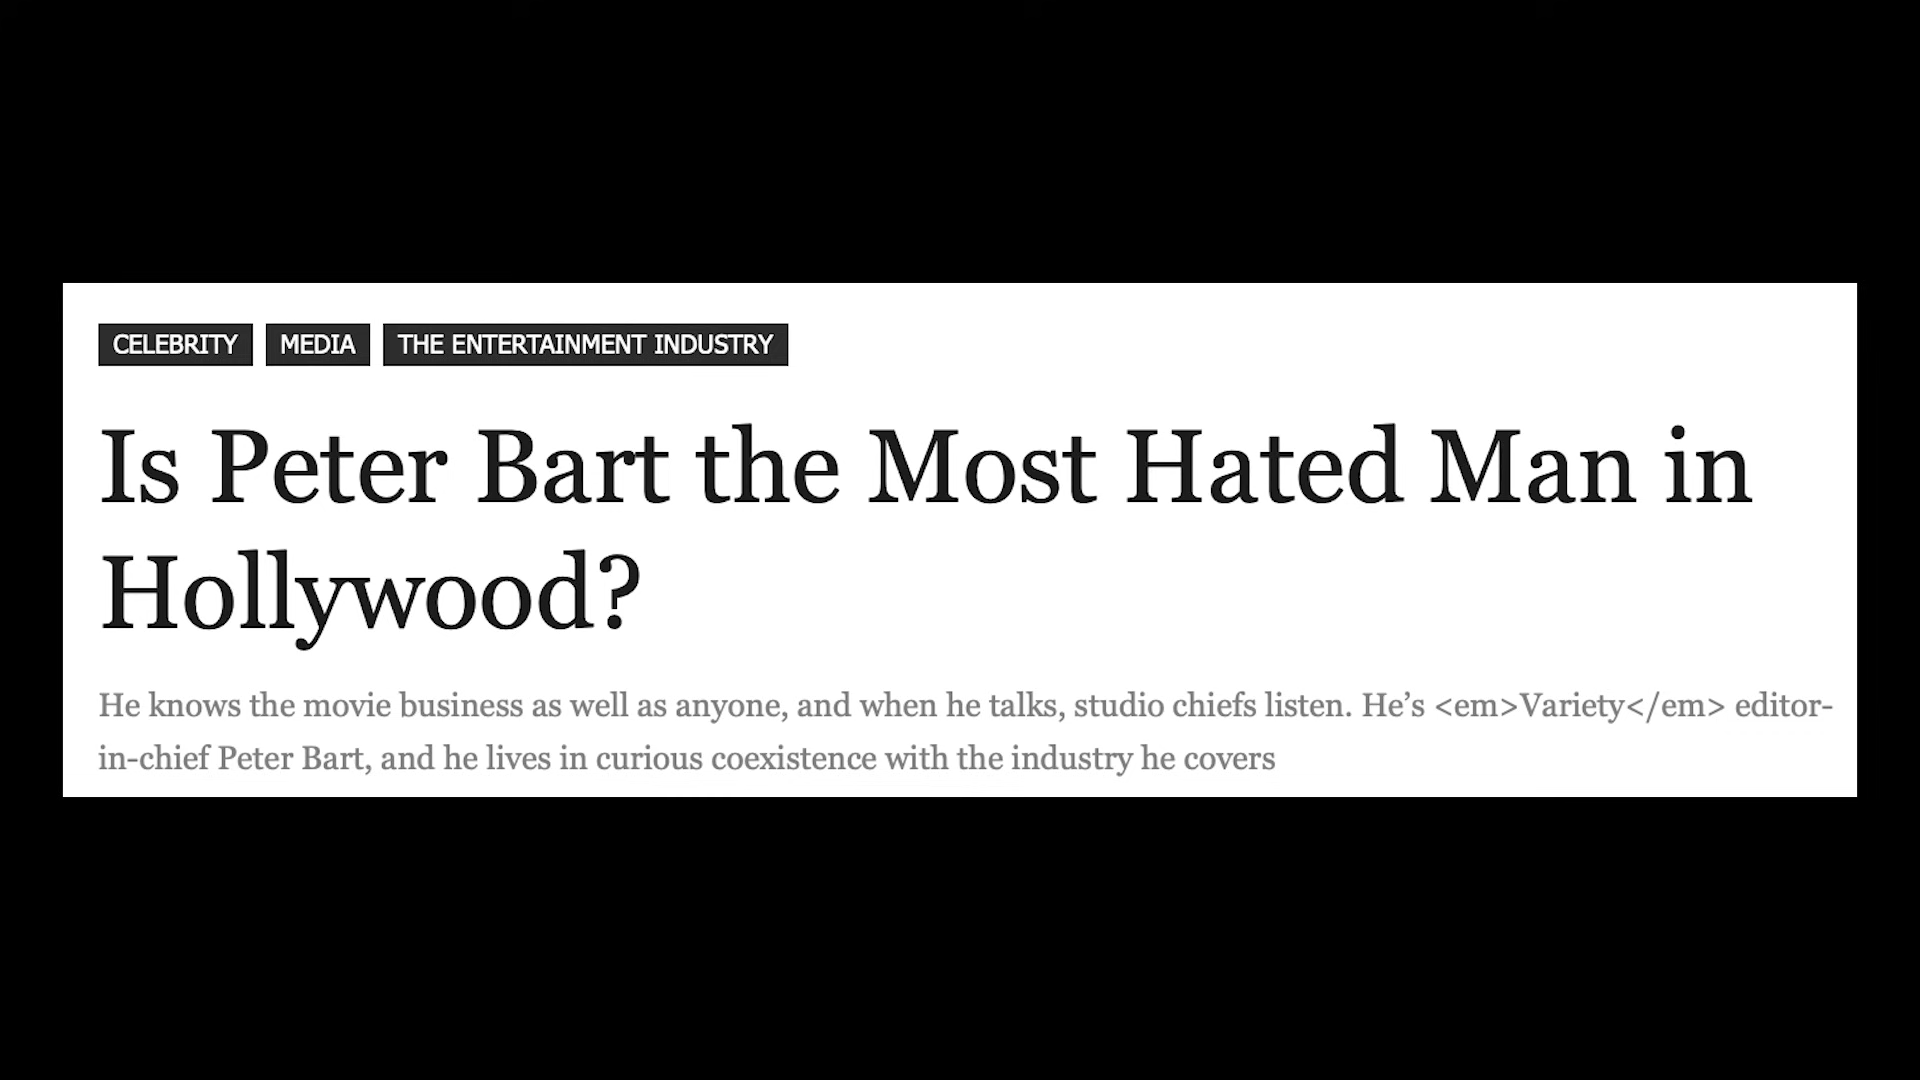 CELEBRITY MEDIA THE ENTERTAINMENT INDUSTRY
Is Peter Bart the Most Hated Man in
Hollywood?
He knows the movie business as well as anyone, and when he talks, studio chiefs listen. He’s <em>Variety</em> editor-
in-chief Peter Bart, and he lives in curious coexistence with the industry he covers